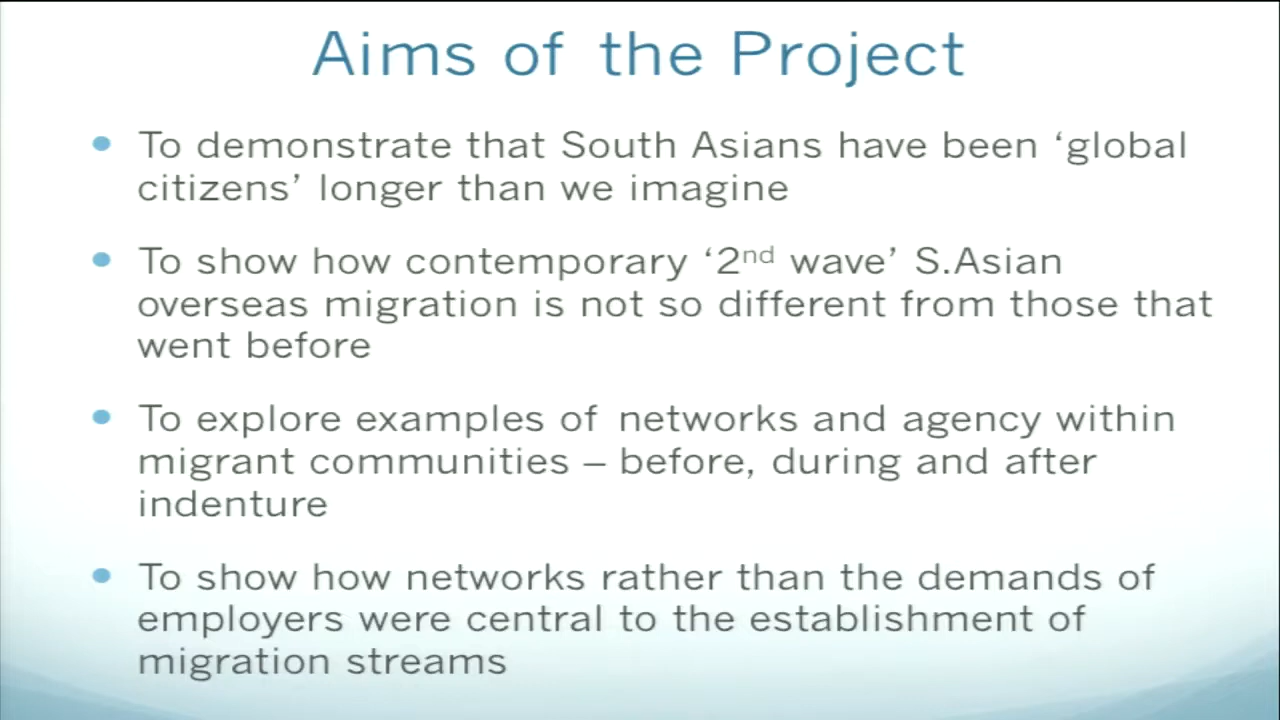 Aims of the Project
• To demonstrate that South Asians have been ‘global
citizens’ longer than we imagine
• To show how contemporary ‘2nd wave’ S.Asian
overseas migration is not so different from those that
went before
• To explore examples of networks and agency within
migrant communities – before, during and after
indenture
• To show how networks rather than the demands of
employers were central to the establishment of
migration streams